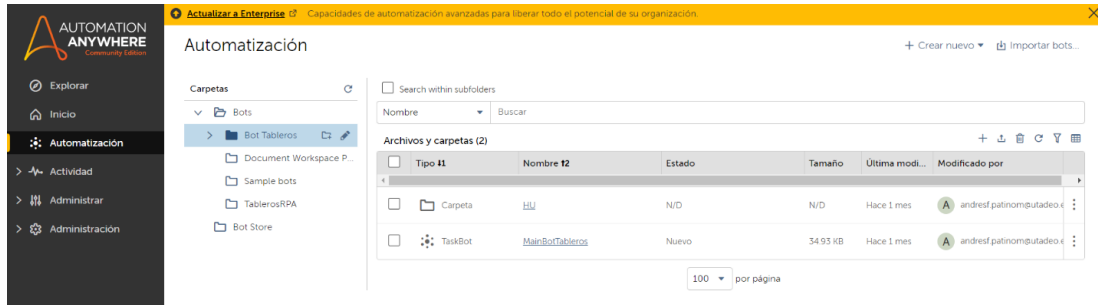 AUTOMATION
ANYWHERE
Community Edition
Actualizar a Enterprise Capacidades de automatización avanzadas para liberar todo el potencial de su organización.
Automatización
Crear nuevo
Importar bots...
Explorar
Inicio
Automatización
Actividad
Administrar
Administración
Carpetas
Bots
Bot Tableros
Document Workspace P...
Sample bots
TablerosRPA
Bot Store
Search within subfolders
Nombre Buscar
Archivos y carpetas (2)
Tipo Nombre Estado Tamaño Última modi... Modificado por
Carpeta HU N/D N/D Hace 1 mes A andresf.patinom@utadeo.e
TaskBot MainBotTableros Nuevo 34.93 KB Hace 1 mes A andresf.patinom@utadeo.e
100 por página